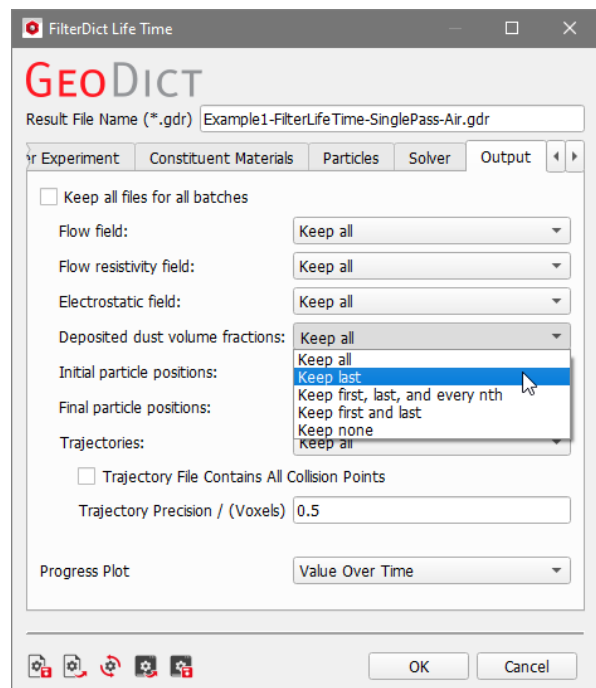 FilterDict Life Time
GEODICT
Result File Name (*.gdr) Example1-FilterLifeTime-SinglePass-Air.gdr
er Experiment Constituent Materials Particles Solver Output
Keep all files for all batches
Flow field: Keep all
Flow resistivity field: Keep all
Electrostatic field: Keep all
Deposited dust volume fractions: Keep all
Keep all
Initial particle positions: Keep last
Keep first, last, and every nth
Final particle positions: Keep first and last
Keep none
Trajectories: Keep all
Trajectory File Contains All Collision Points
Trajectory Precision / (Voxels) 0.5
Progress Plot Value Over Time
OK Cancel